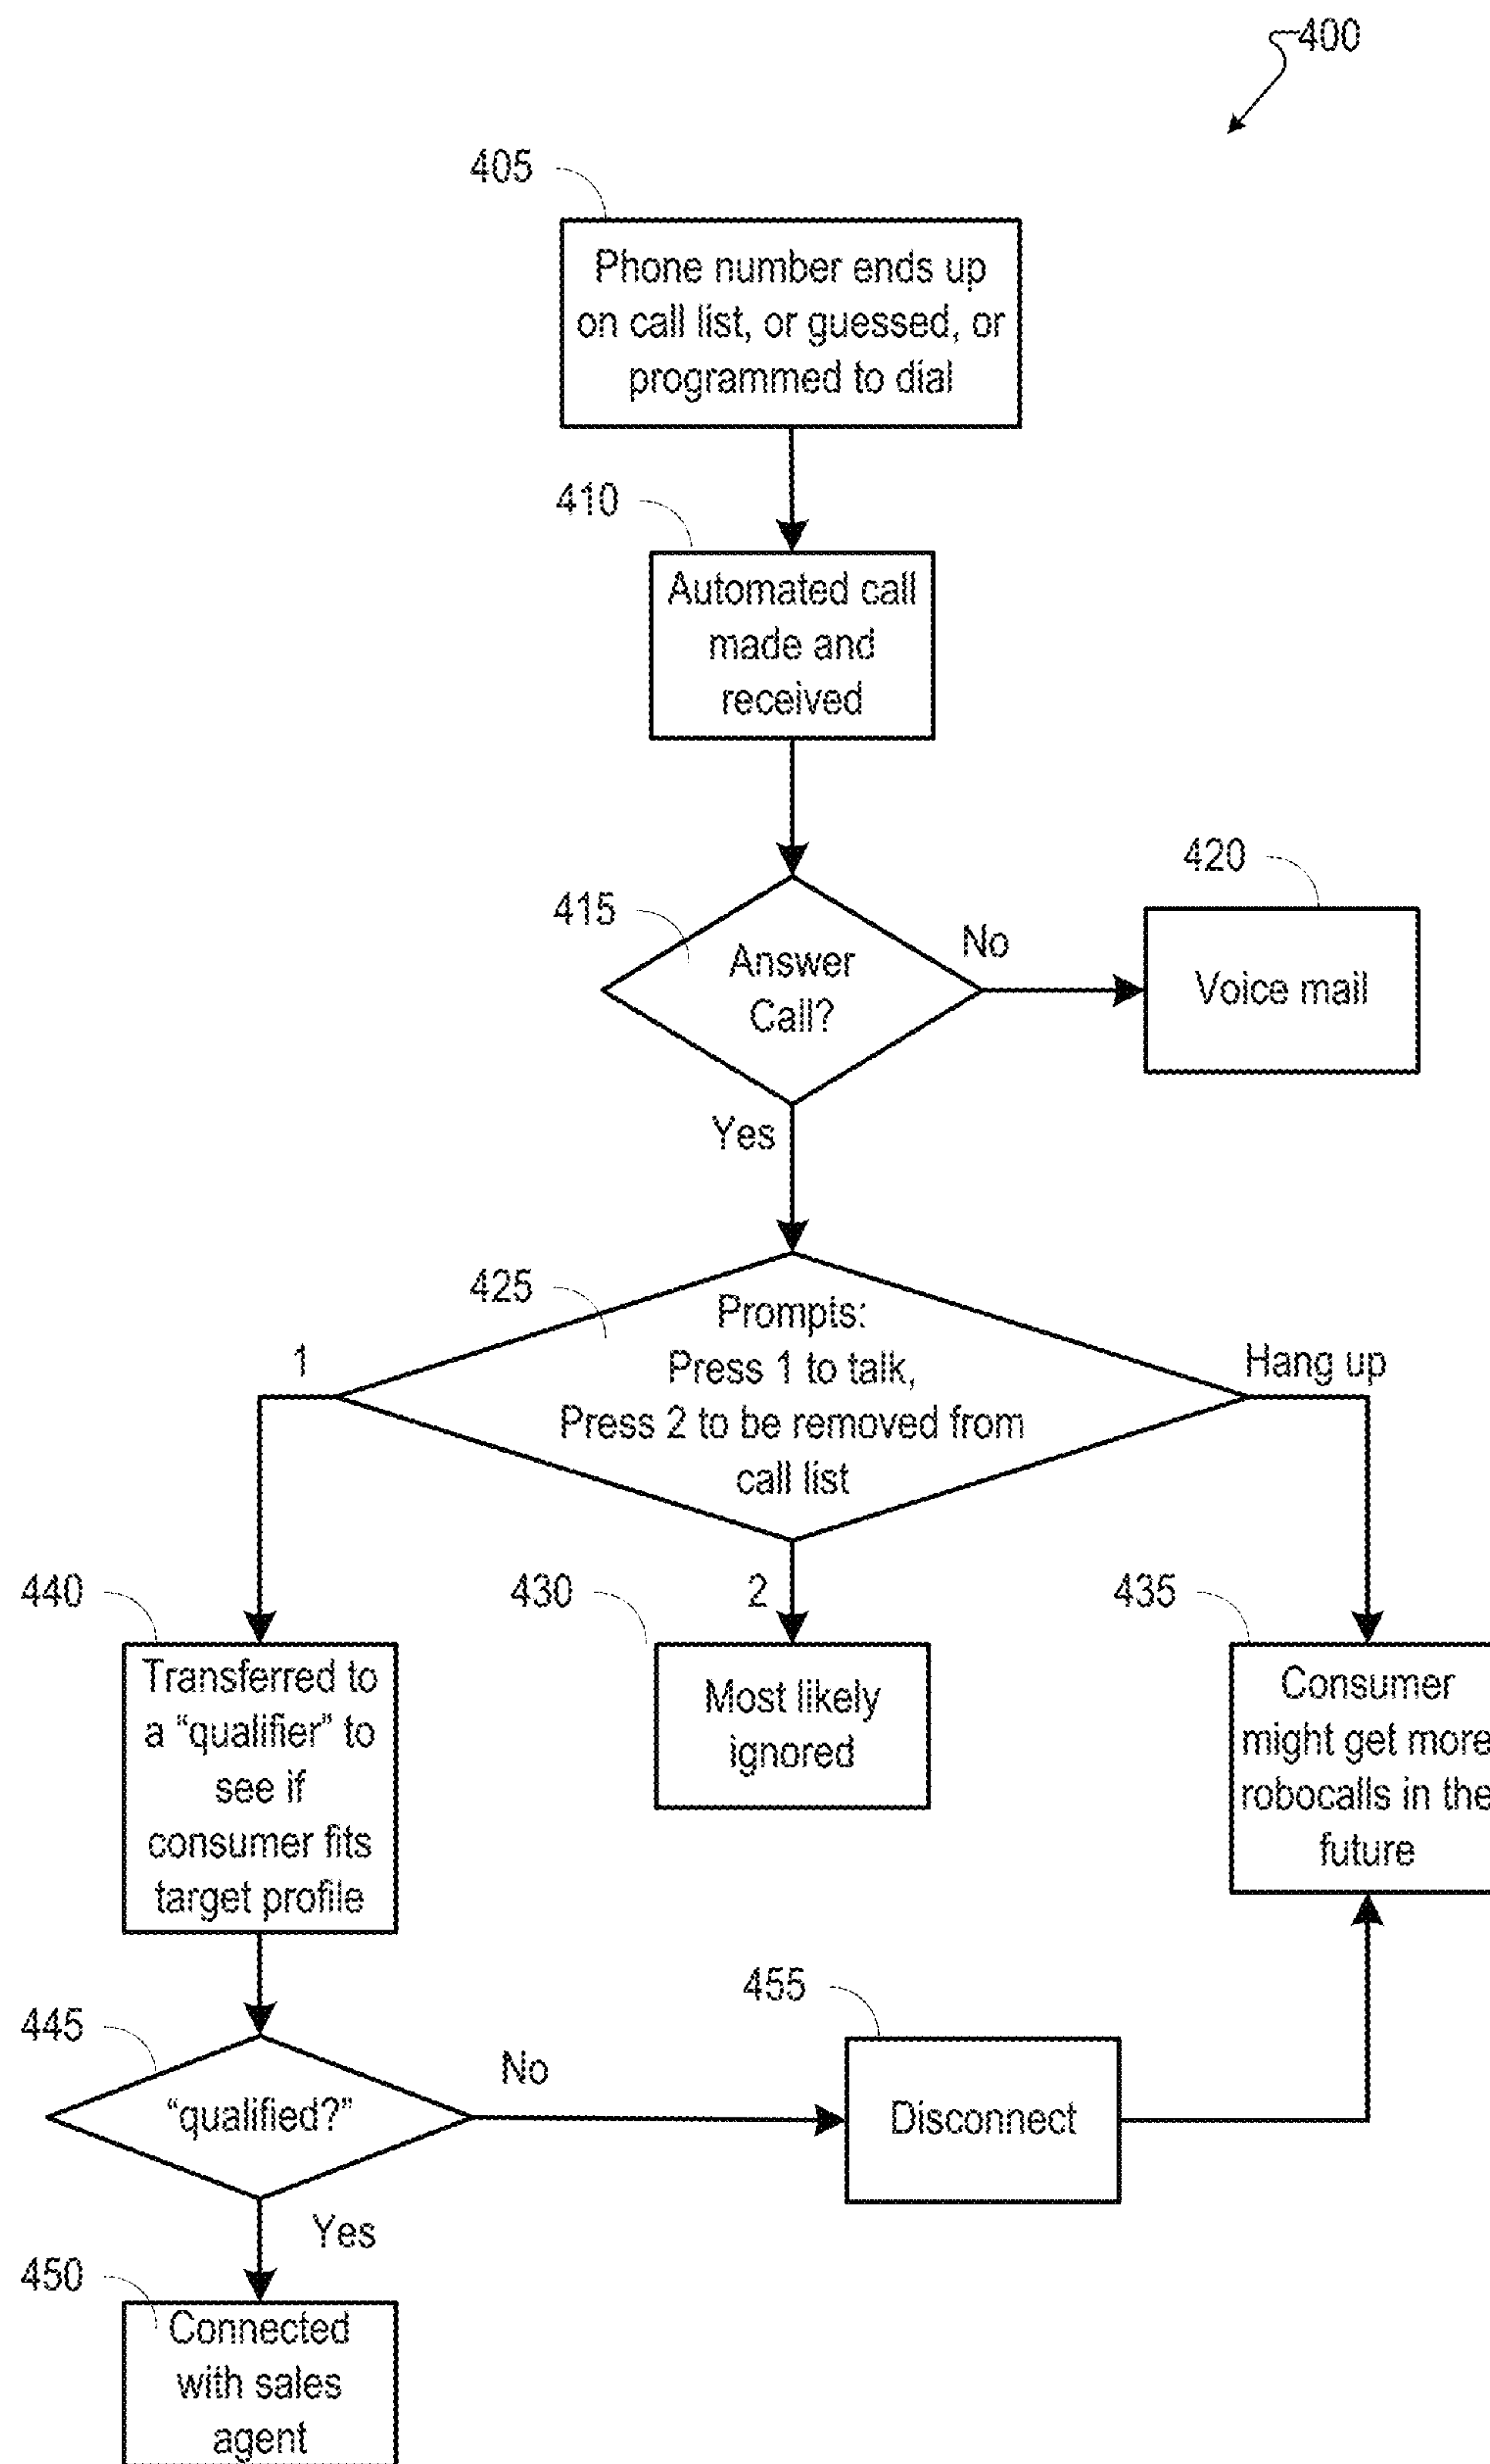 400
405
Phone number ends up
on call list, or guessed, or
programmed to dial
410
Automated call
made and
received
415
Answer
Call?
No
420
Voice mail
Yes
425
Prompts:
Press 1 to talk,
Press 2 to be removed from
call list
1
Hang up
2
440
Transferred to
a “qualifier” to
see if
consumer fits
target profile
430
Most likely
ignored
435
Consumer
might get more
robocalls in the
future
445
“qualified?”
No
455
Disconnect
Yes
450
Connected
with sales
agent